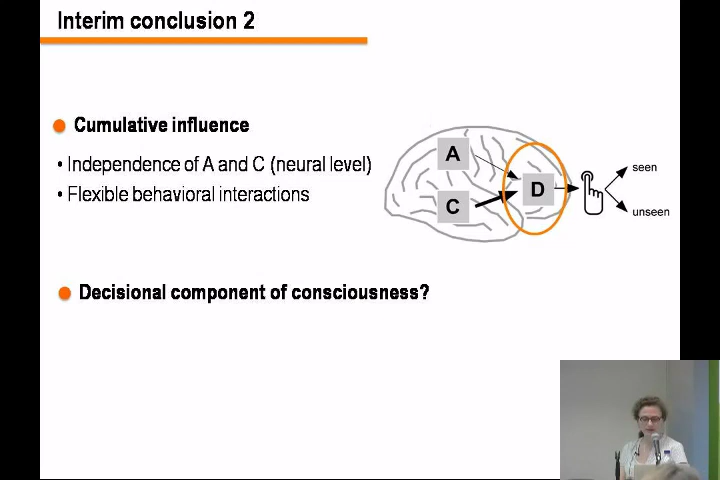 Interim conclusion 2
Cumulative influence
• Independence of A and C (neural level)
• Flexible behavioral interactions
A
C
D
seen
unseen
Decisional component of consciousness?